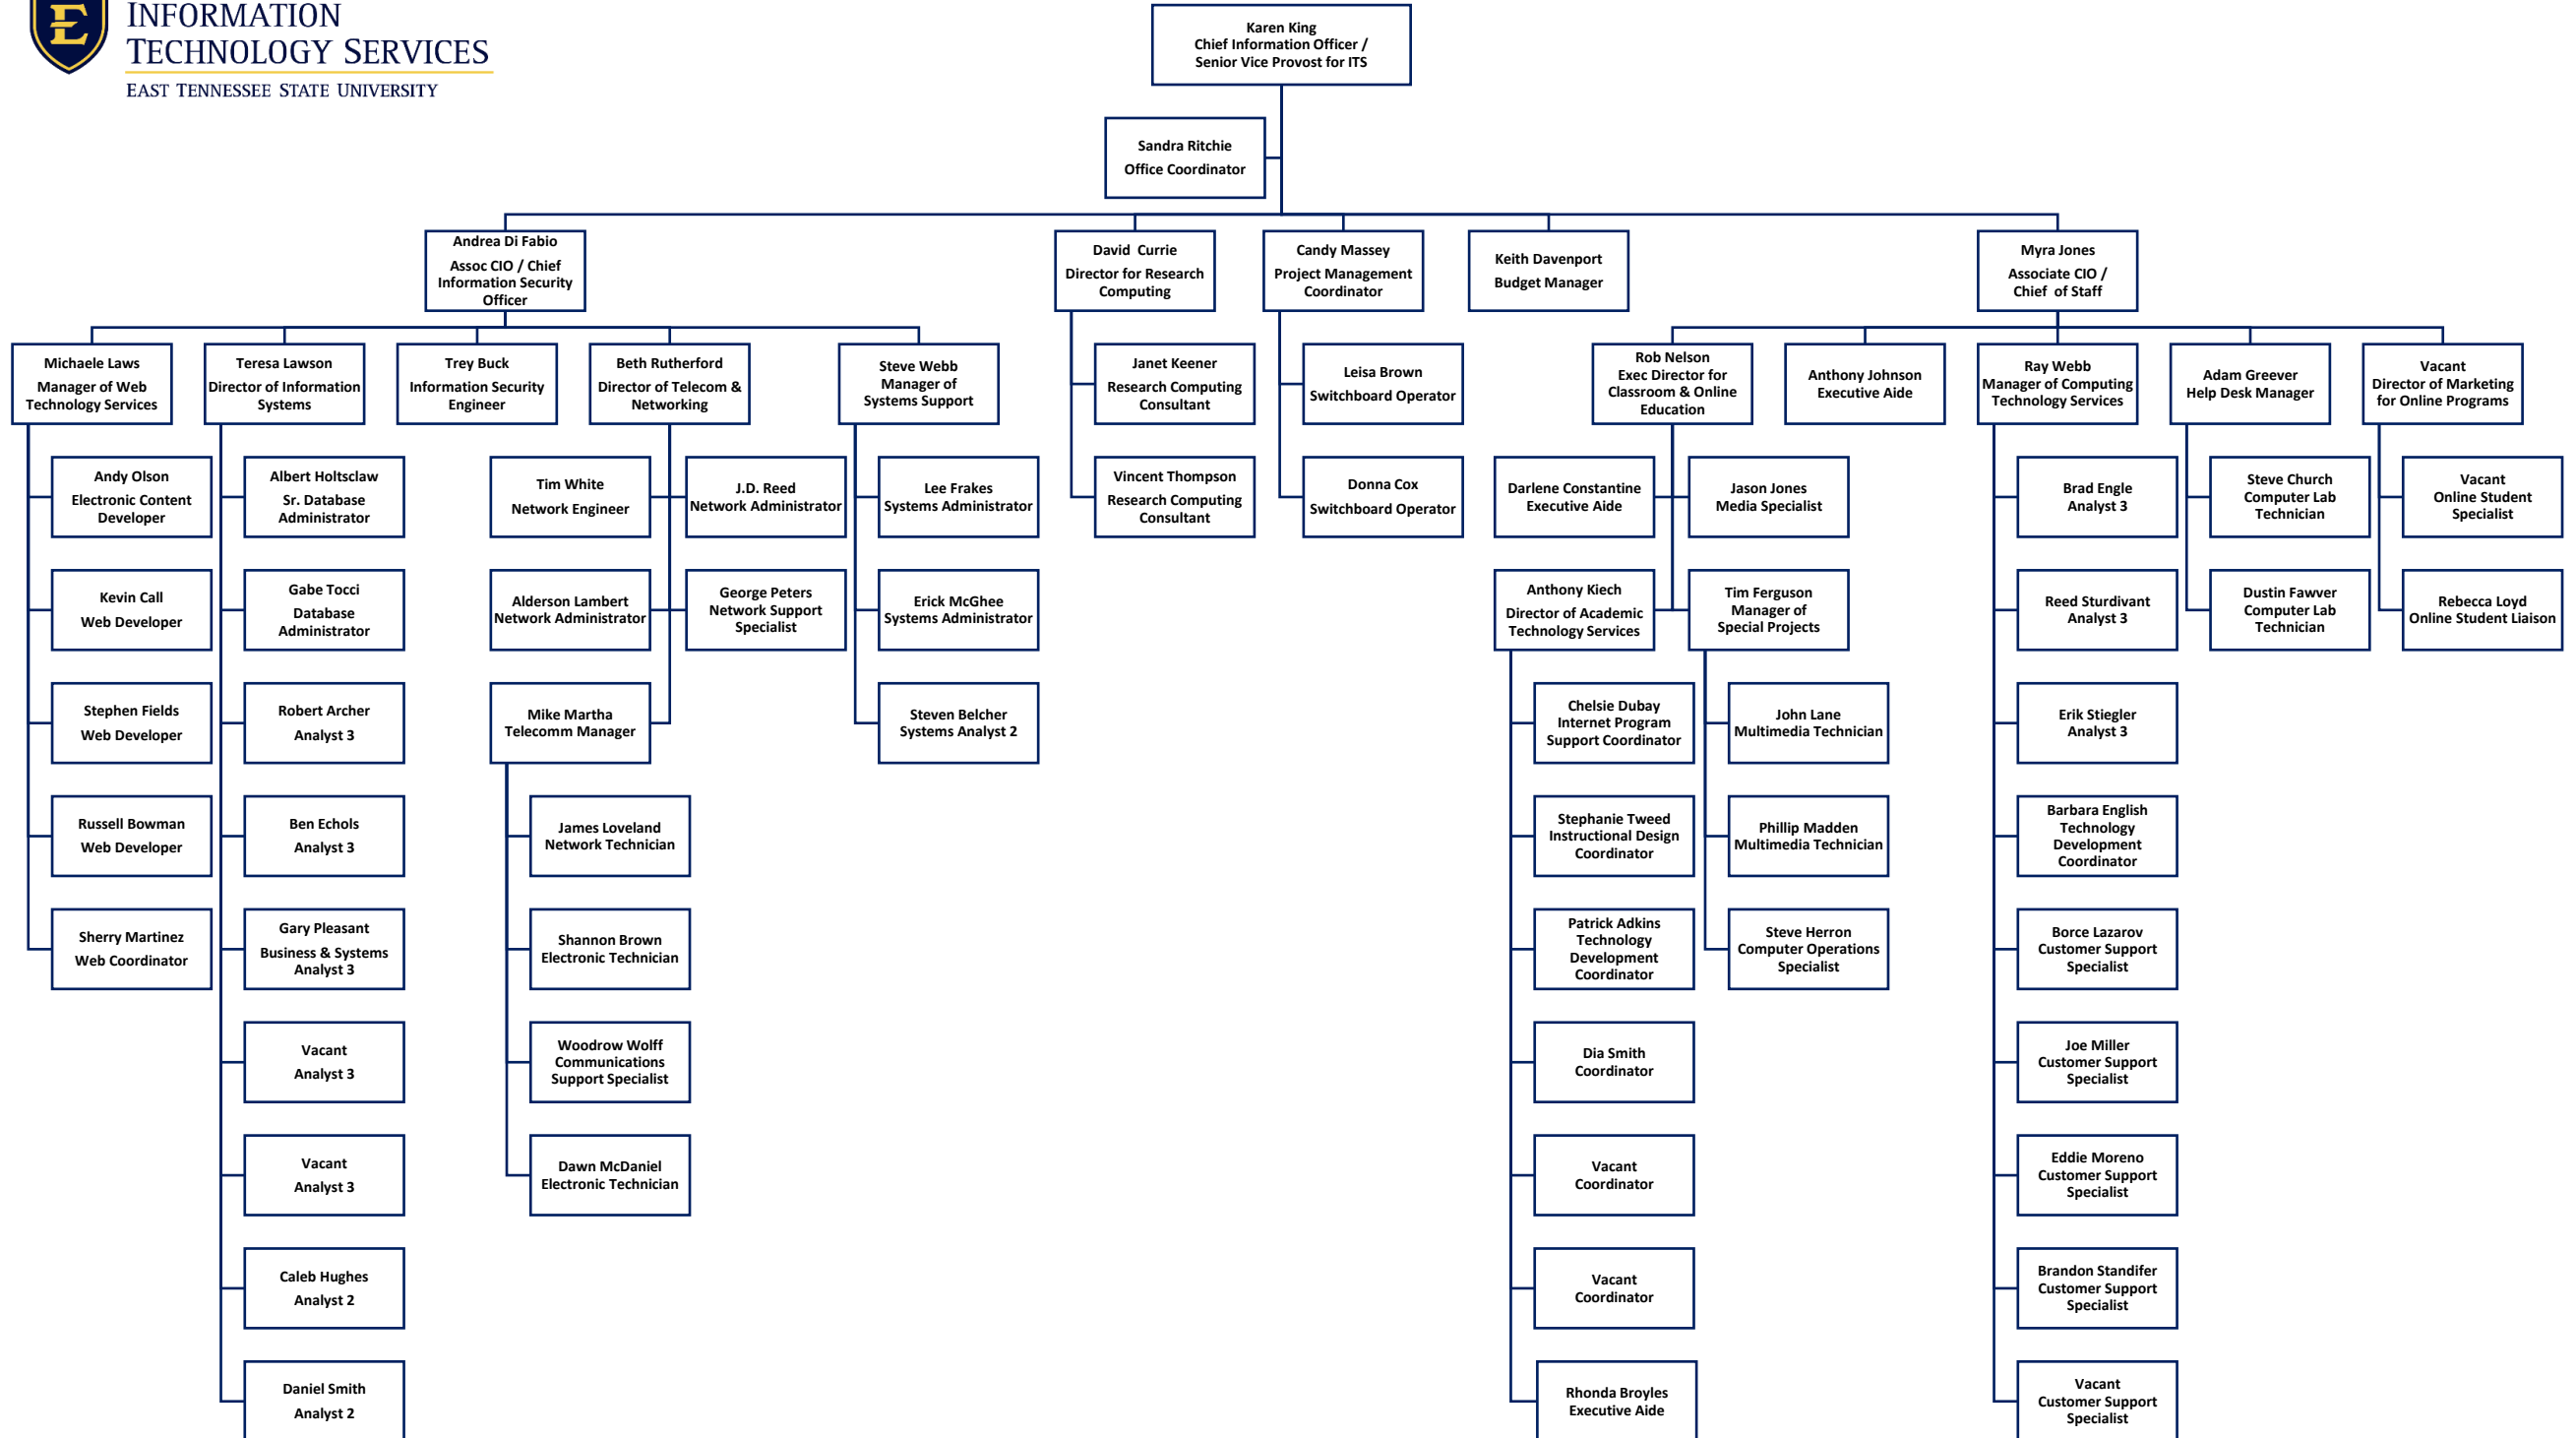 INFORMATION
TECHNOLOGY SERVICES
EAST TENNESSEE STATE UNIVERSITY
Karen King
Chief Information Officer /
Senior Vice Provost for ITS
Sandra Ritchie
Office Coordinator
Andrea Di Fabio
Assoc CIO / Chief
Information Security
Officer
David Currie
Director for Research
Computing
Candy Massey
Project Management
Coordinator
Keith Davenport
Budget Manager
Myra Jones
Associate CIO /
Chief of Staff
Michaele Laws
Manager of Web
Technology Services
Teresa Lawson
Director of Information
Systems
Trey Buck
Information Security
Engineer
Beth Rutherford
Director of Telecom &
Networking
Steve Webb
Manager of
Systems Support
Janet Keener
Research Computing
Consultant
Leisa Brown
Switchboard Operator
Rob Nelson
Exec Director for
Classroom & Online
Education
Anthony Johnson
Executive Aide
Ray Webb
Manager of Computing
Technology Services
Adam Greever
Help Desk Manager
Vacant
Director of Marketing
for Online Programs
Andy Olson
Electronic Content
Developer
Albert Holtsclaw
Sr. Database
Administrator
Tim White
Network Engineer
J.D. Reed
Network Administrator
Lee Frakes
Systems Administrator
Vincent Thompson
Research Computing
Consultant
Donna Cox
Switchboard Operator
Darlene Constantine
Executive Aide
Jason Jones
Media Specialist
Brad Engle
Analyst 3
Steve Church
Computer Lab
Technician
Vacant
Online Student
Specialist
Kevin Call
Web Developer
Gabe Tocci
Database
Administrator
Alderson Lambert
Network Administrator
George Peters
Network Support
Specialist
Erick McGhee
Systems Administrator
Anthony Kiech
Director of Academic
Technology Services
Tim Ferguson
Manager of
Special Projects
Reed Sturdivant
Analyst 3
Dustin Fawver
Computer Lab
Technician
Rebecca Loyd
Online Student Liaison
Stephen Fields
Web Developer
Robert Archer
Analyst 3
Mike Martha
Telecomm Manager
Steven Belcher
Systems Analyst 2
Chelsie Dubay
Internet Program
Support Coordinator
John Lane
Multimedia Technician
Erik Stiegler
Analyst 3
Russell Bowman
Web Developer
Ben Echols
Analyst 3
James Loveland
Network Technician
Stephanie Tweed
Instructional Design
Coordinator
Phillip Madden
Multimedia Technician
Barbara English
Technology
Development
Coordinator
Sherry Martinez
Web Coordinator
Gary Pleasant
Business & Systems
Analyst 3
Shannon Brown
Electronic Technician
Patrick Adkins
Technology
Development
Coordinator
Steve Herron
Computer Operations
Specialist
Borce Lazarov
Customer Support
Specialist
Vacant
Analyst 3
Woodrow Wolff
Communications
Support Specialist
Dia Smith
Coordinator
Joe Miller
Customer Support
Specialist
Vacant
Analyst 3
Dawn McDaniel
Electronic Technician
Vacant
Coordinator
Eddie Moreno
Customer Support
Specialist
Caleb Hughes
Analyst 2
Vacant
Coordinator
Brandon Standifer
Customer Support
Specialist
Daniel Smith
Analyst 2
Rhonda Broyles
Executive Aide
Vacant
Customer Support
Specialist